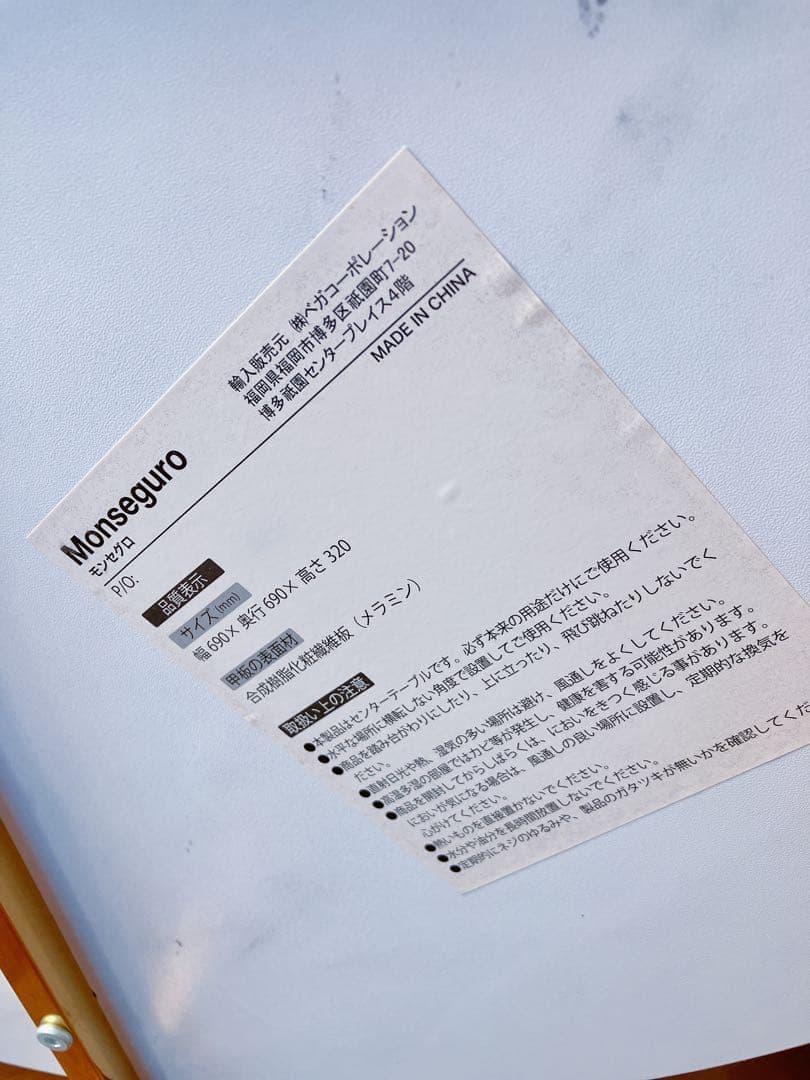 Monseguro
モンセグロ
輸入販売元 ㈱ベガコーポレーション
福岡県福岡市博多区祇園町7-20
博多祇園センタープレイス4階
P/O:
MADE IN CHINA
品質表示
サイズ(mm)
幅 690× 奥行 690× 高さ 320
甲板の表面材
合成樹脂化粧繊維板(メラミン)
取扱い上の注意
●本製品はセンターテーブルです。必ず本来の用途だけにご使用ください。
●水平な場所に横転しない角度で設置してご使用ください。
●商品を踏み台がわりにしたり、上に立ったり、飛び跳ねたりしないでく
ださい。
●直射日光や熱、湿気の多い場所は避け、風通しをよくしてください。
●高温多湿の部屋ではカビ等が発生し、健康を害する可能性があります。
●商品を開封してからしばらくは、においをきつく感じる事があります。
においが気になる場合は、風通しの良い場所に設置し、定期的な換気を
心がけてください。
●熱いものを直接置かないでください。
●水分や油分を長時間放置しないでください。
●定期的にネジのゆるみや、製品のガタツキが無いかを確認してくだ